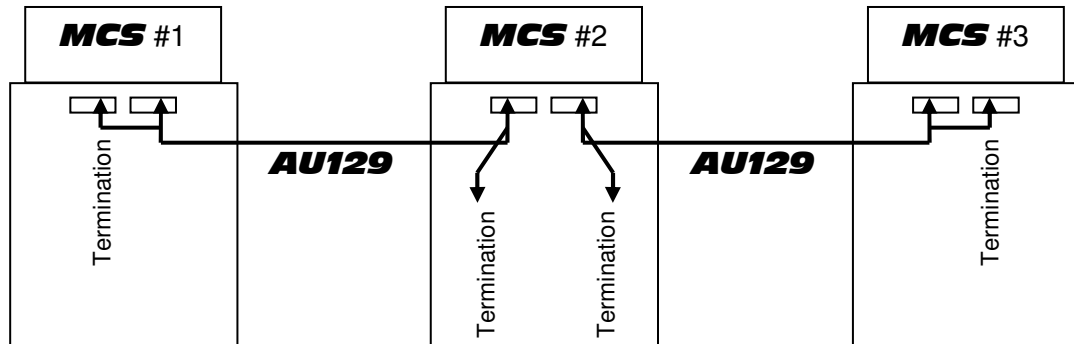 MCS #1
MCS #2
MCS #3
AU129
AU129
Termination
Termination
Termination
Termination